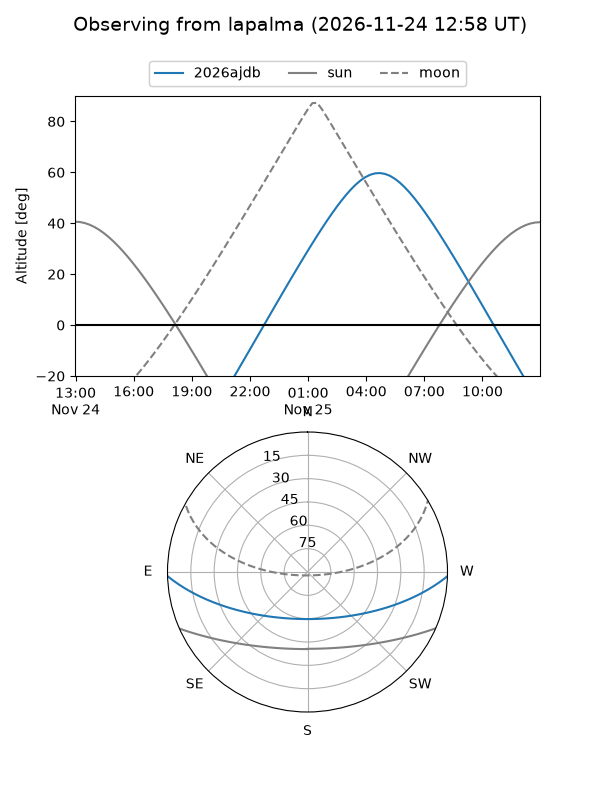 Observing from lapalma (2026-11-24 12:58 UT)
2026ajdb sun moon
Altitude [deg]
80
60
40
20
0
−20
13:00 16:00 19:00 22:00 01:00 04:00 07:00 10:00
Nov 24 Nov 25
N
NE NW
15
30
45
60
75
E W
SE SW
S